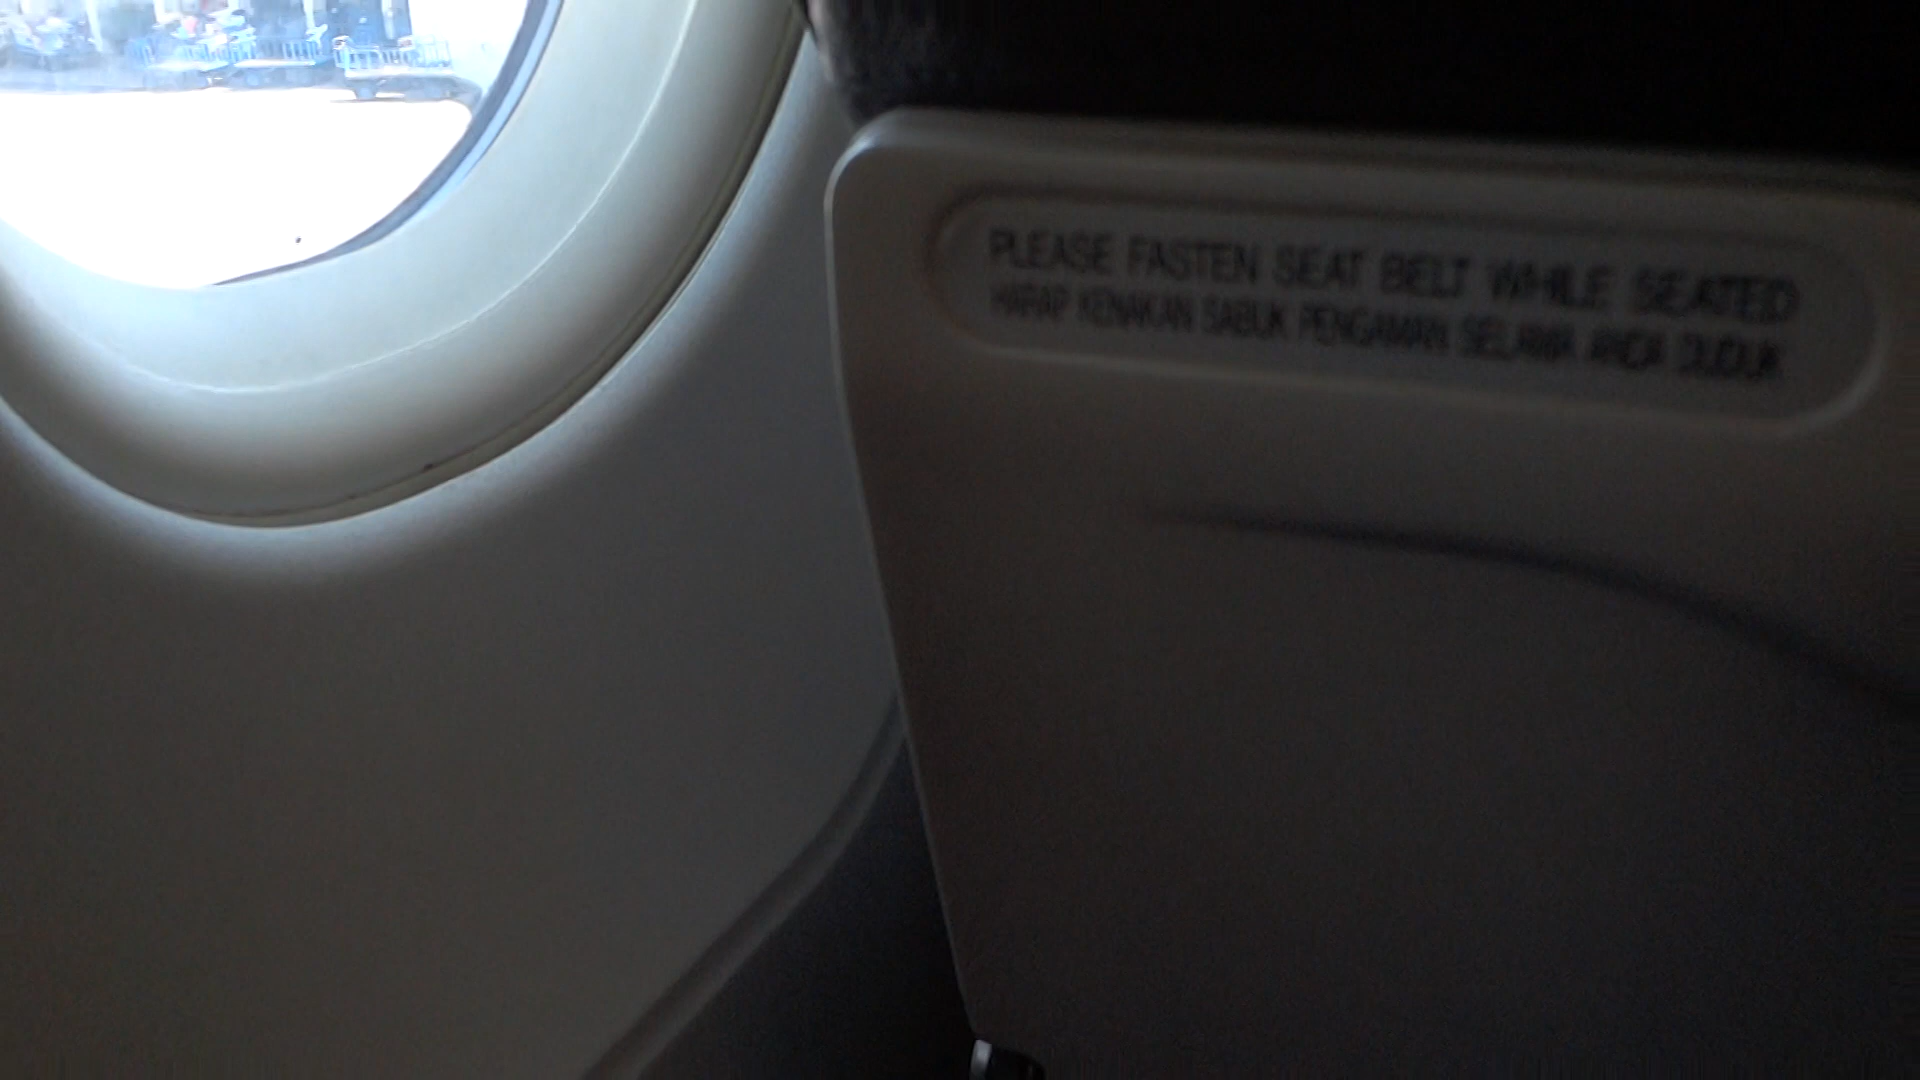 PLEASE FASTEN SEAT BELT WHILE SEATED
HARAP KENAKAN SABUK PENGAMAN SELAMA ANDA DUDUK